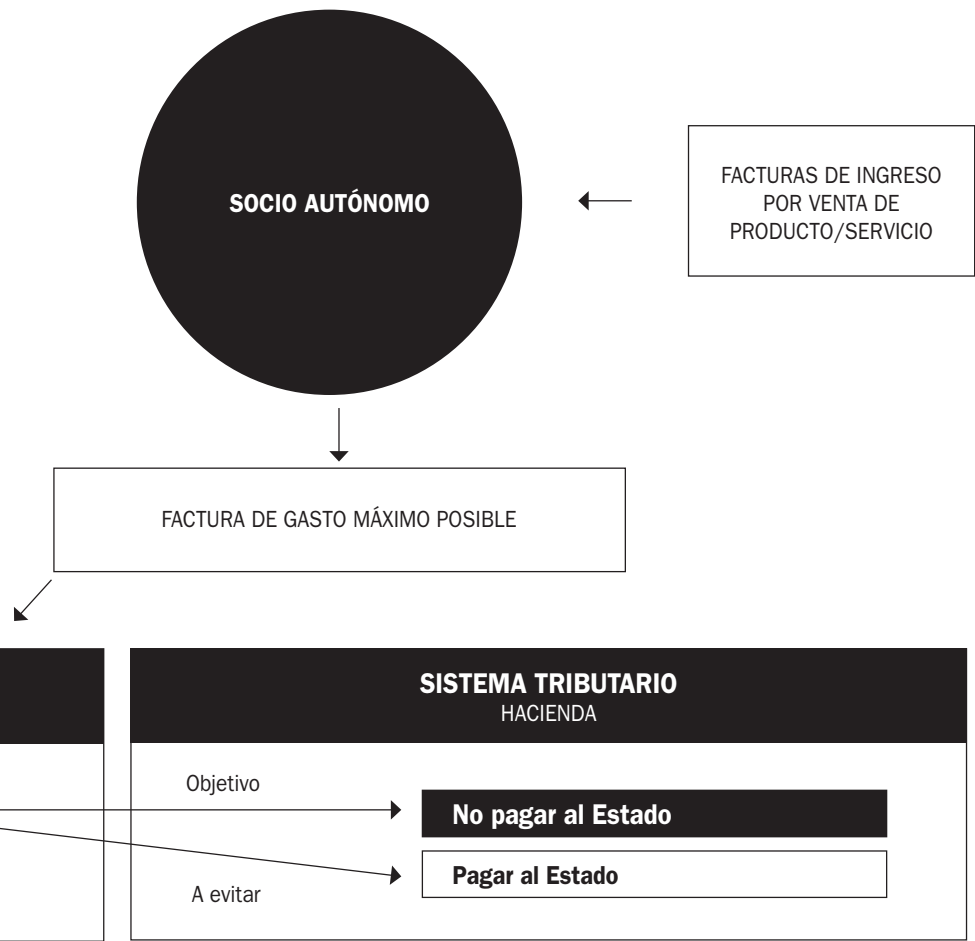 SOCIO AUTÓNOMO
FACTURAS DE INGRESO
POR VENTA DE
PRODUCTO/SERVICIO
FACTURA DE GASTO MÁXIMO POSIBLE
SISTEMA TRIBUTARIO
HACIENDA
Objetivo
No pagar al Estado
Pagar al Estado
A evitar